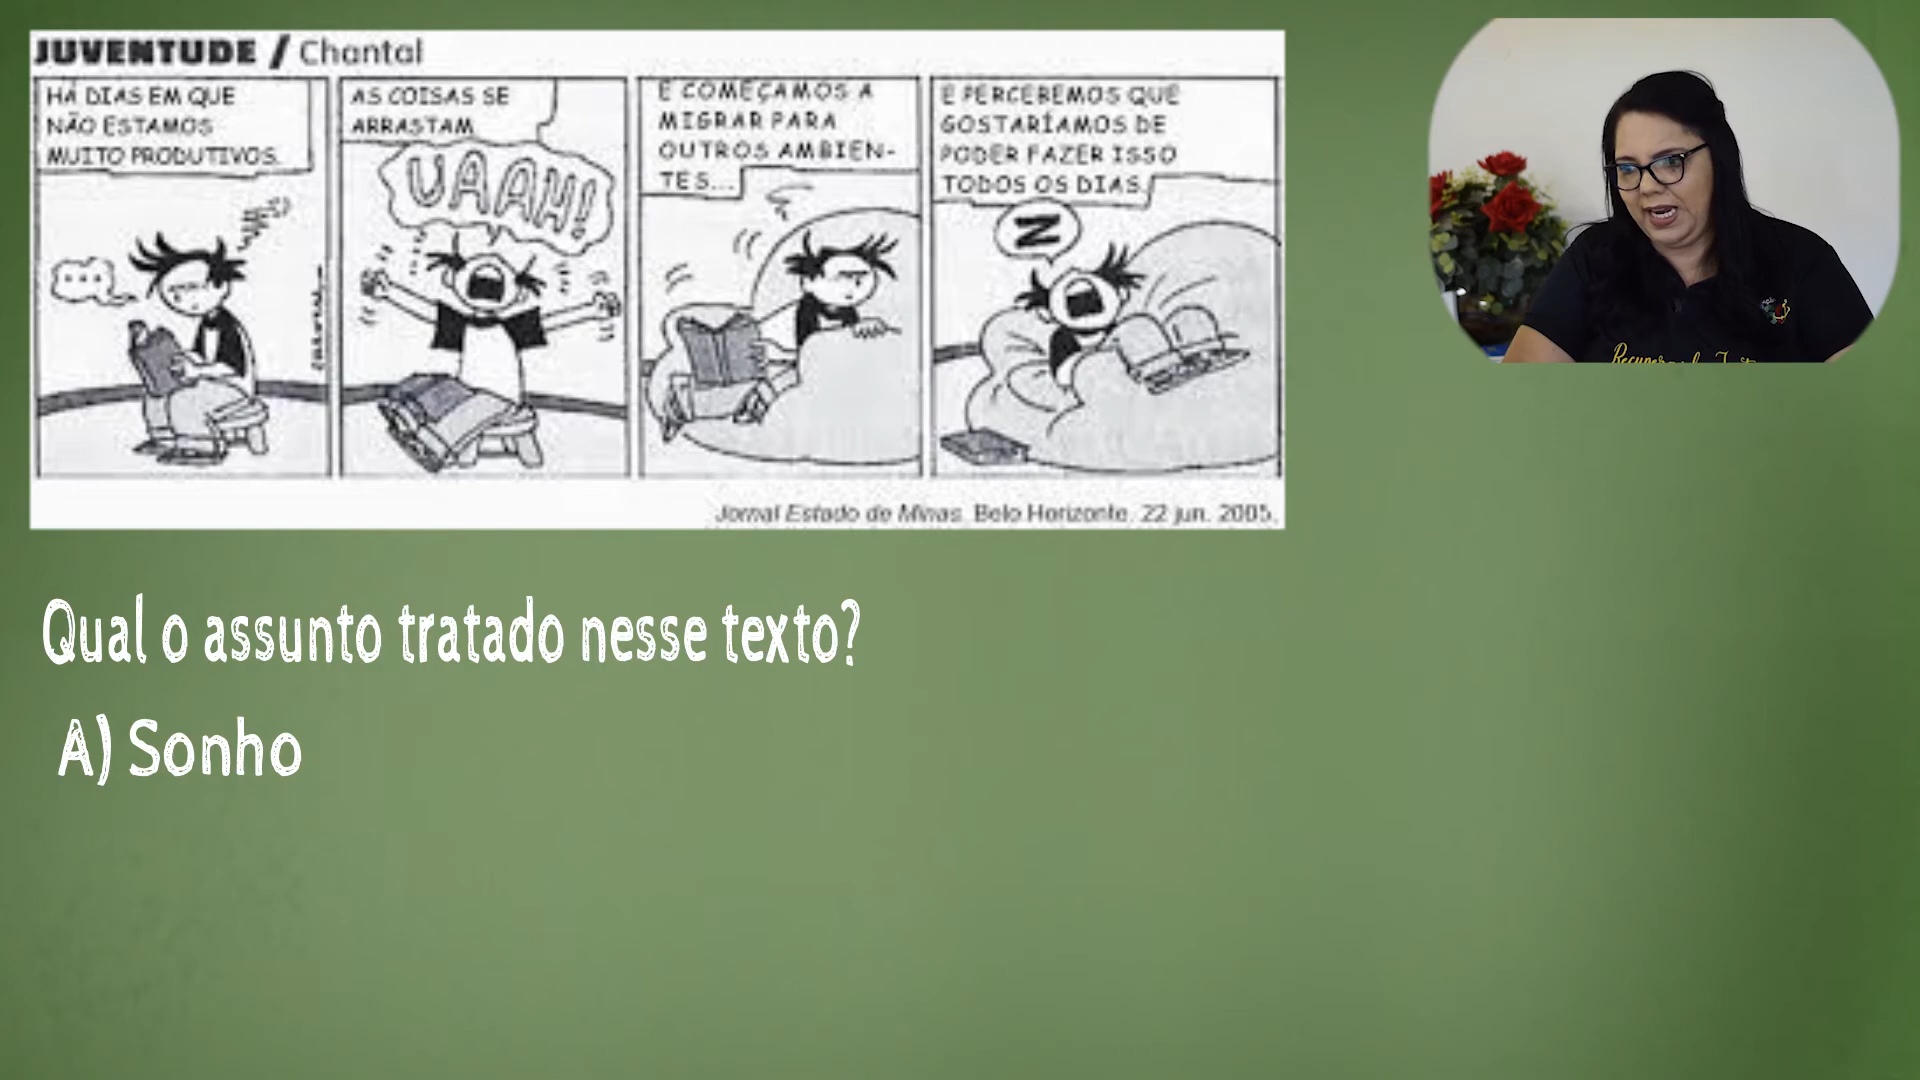 JUVENTUDE / Chantal
HÁ DIAS EM QUE
NÃO ESTAMOS
MUITO PRODUTIVOS.
...
AS COISAS SE
ARRASTAM
UAAH!
E COMEÇAMOS A
MIGRAR PARA
OUTROS AMBIEN-
TES...
E PERCEBEMOS QUE
GOSTARÍAMOS DE
PODER FAZER ISSO
TODOS OS DIAS.
Z
Jornal Estado de Minas. Belo Horizonte, 22 jun. 2005.
Qual o assunto tratado nesse texto?
A) Sonho